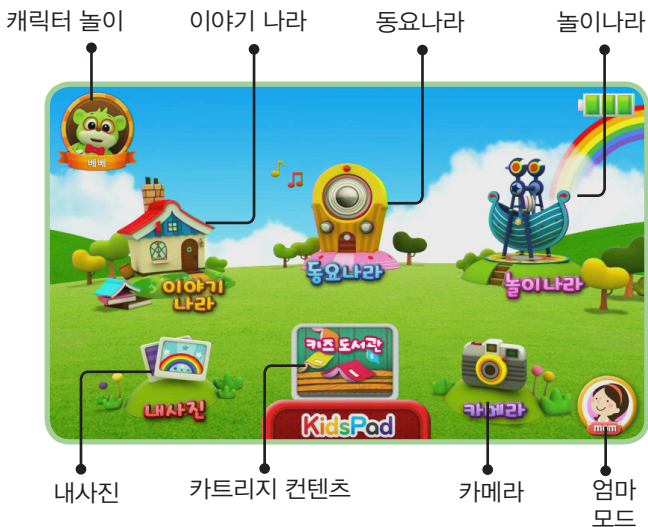 캐릭터 놀이
이야기 나라
동요나라
놀이나라
베베
이야기
나라
동요나라
놀이나라
내사진
키즈 도서관
KidsPad
카메라
mom
내사진
카트리지 컨텐츠
카메라
엄마
모드